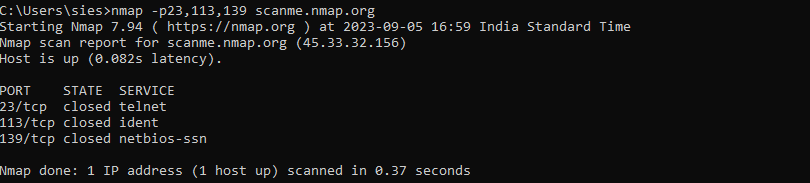 C:\Users\sies>nmap -p23,113,139 scanme.nmap.org
Starting Nmap 7.94 ( https://nmap.org ) at 2023-09-05 16:59 India Standard Time
Nmap scan report for scanme.nmap.org (45.33.32.156)
Host is up (0.082s latency).

PORT    STATE  SERVICE
23/tcp  closed telnet
113/tcp closed ident
139/tcp closed netbios-ssn

Nmap done: 1 IP address (1 host up) scanned in 0.37 seconds